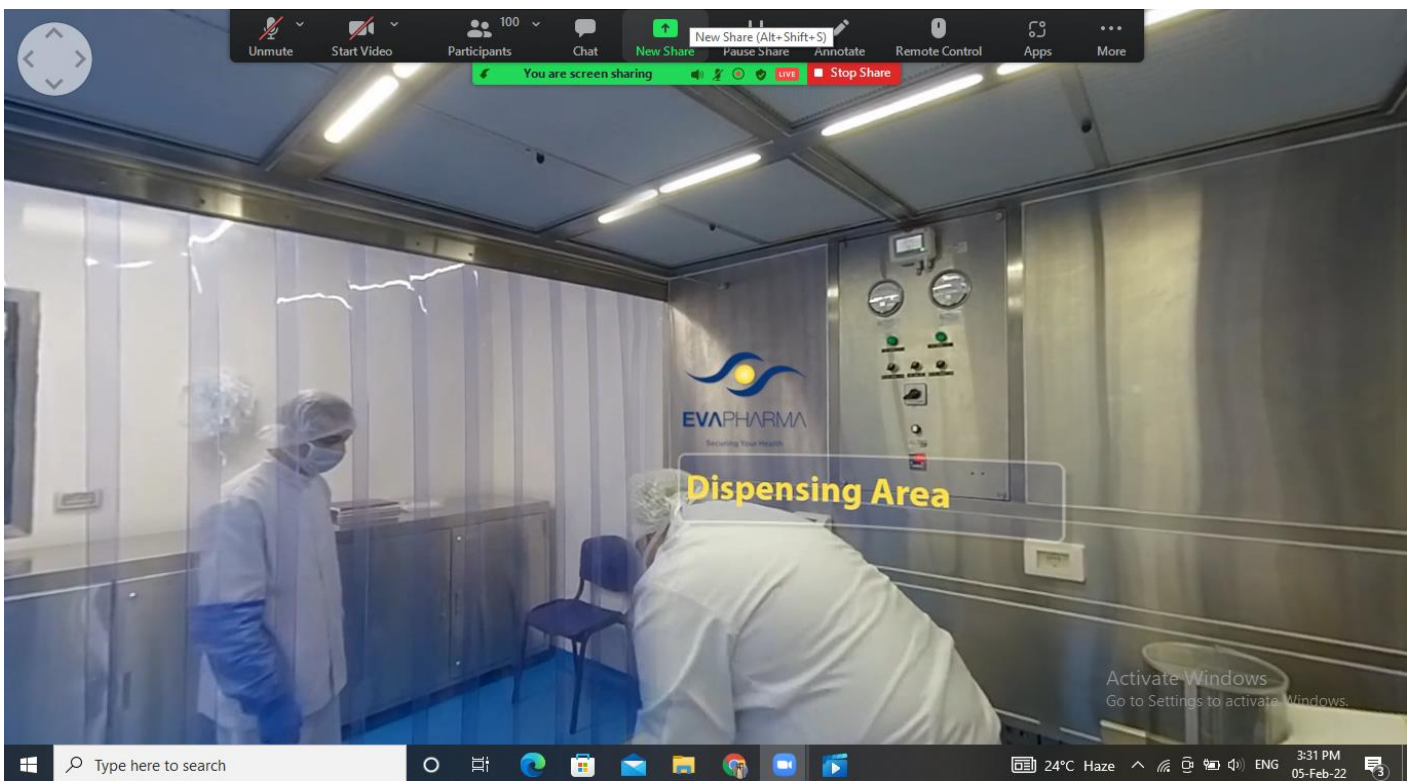 100
Unmute
Start Video
Participants
Chat
New Share
Pause Share
Annotate
Remote Control
Apps
More
New Share (Alt+Shift+S)
You are screen sharing
LIVE
Stop Share
EVAPHARMA
Securing Your Health
Dispensing Area
Activate Windows
Go to Settings to activate Windows.
Type here to search
24°C Haze
ENG
3:31 PM
05-Feb-22
3